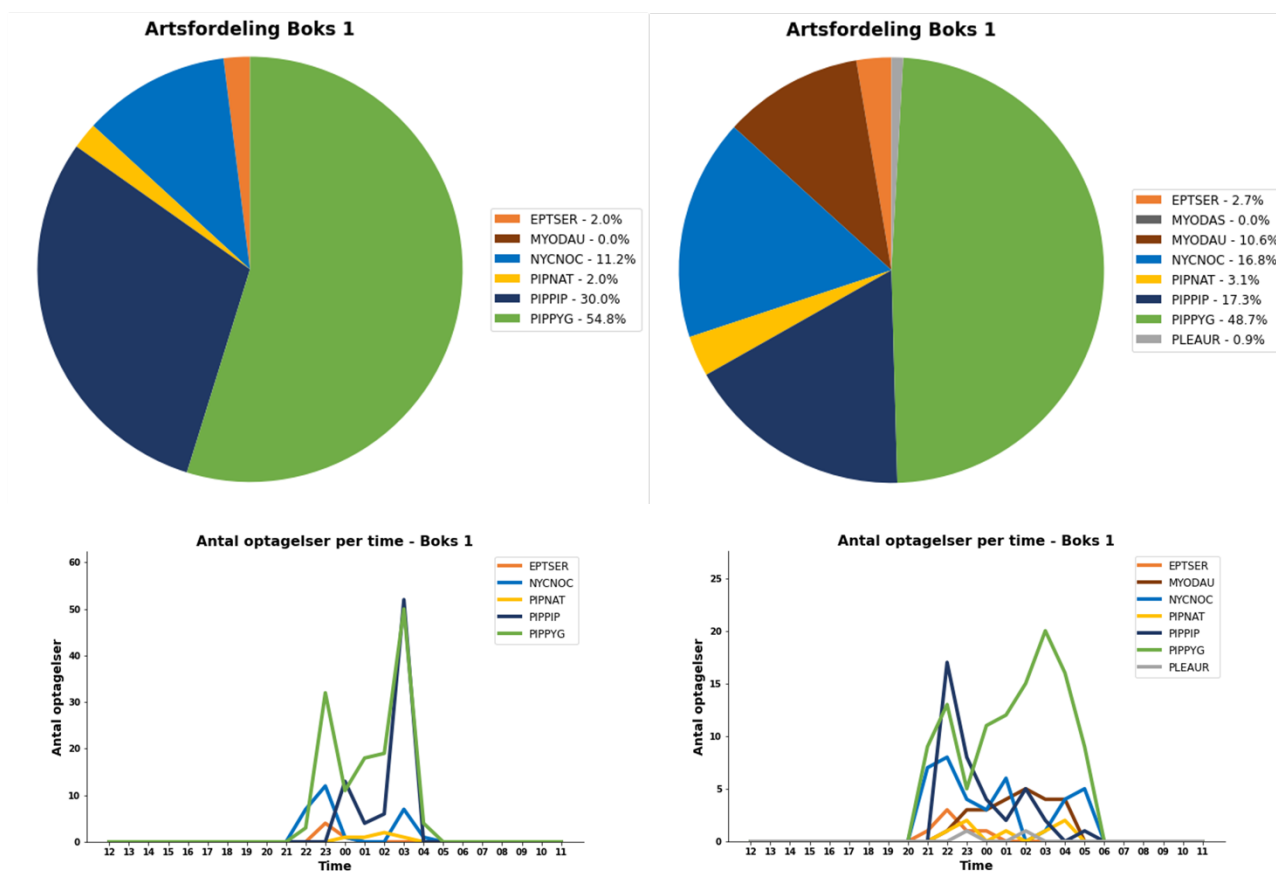 Artsfordeling Boks 1
EPTSER - 2.0%
MYODAU - 0.0%
NYCNOC - 11.2%
PIPNAT - 2.0%
PIPPIP - 30.0%
PIPPYG - 54.8%
Artsfordeling Boks 1
EPTSER - 2.7%
MYODAS - 0.0%
MYODAU - 10.6%
NYCNOC - 16.8%
PIPNAT - 3.1%
PIPPIP - 17.3%
PIPPYG - 48.7%
PLEAUR - 0.9%
Antal optagelser per time - Boks 1
EPTSER
NYCNOC
PIPNAT
PIPPIP
PIPPYG
Antal optagelser
60
50
40
30
20
10
0
12 13 14 15 16 17 18 19 20 21 22 23 00 01 02 03 04 05 06 07 08 09 10 11
Time
Antal optagelser per time - Boks 1
EPTSER
MYODAU
NYCNOC
PIPNAT
PIPPIP
PIPPYG
PLEAUR
Antal optagelser
25
20
15
10
5
0
12 13 14 15 16 17 18 19 20 21 22 23 00 01 02 03 04 05 06 07 08 09 10 11
Time